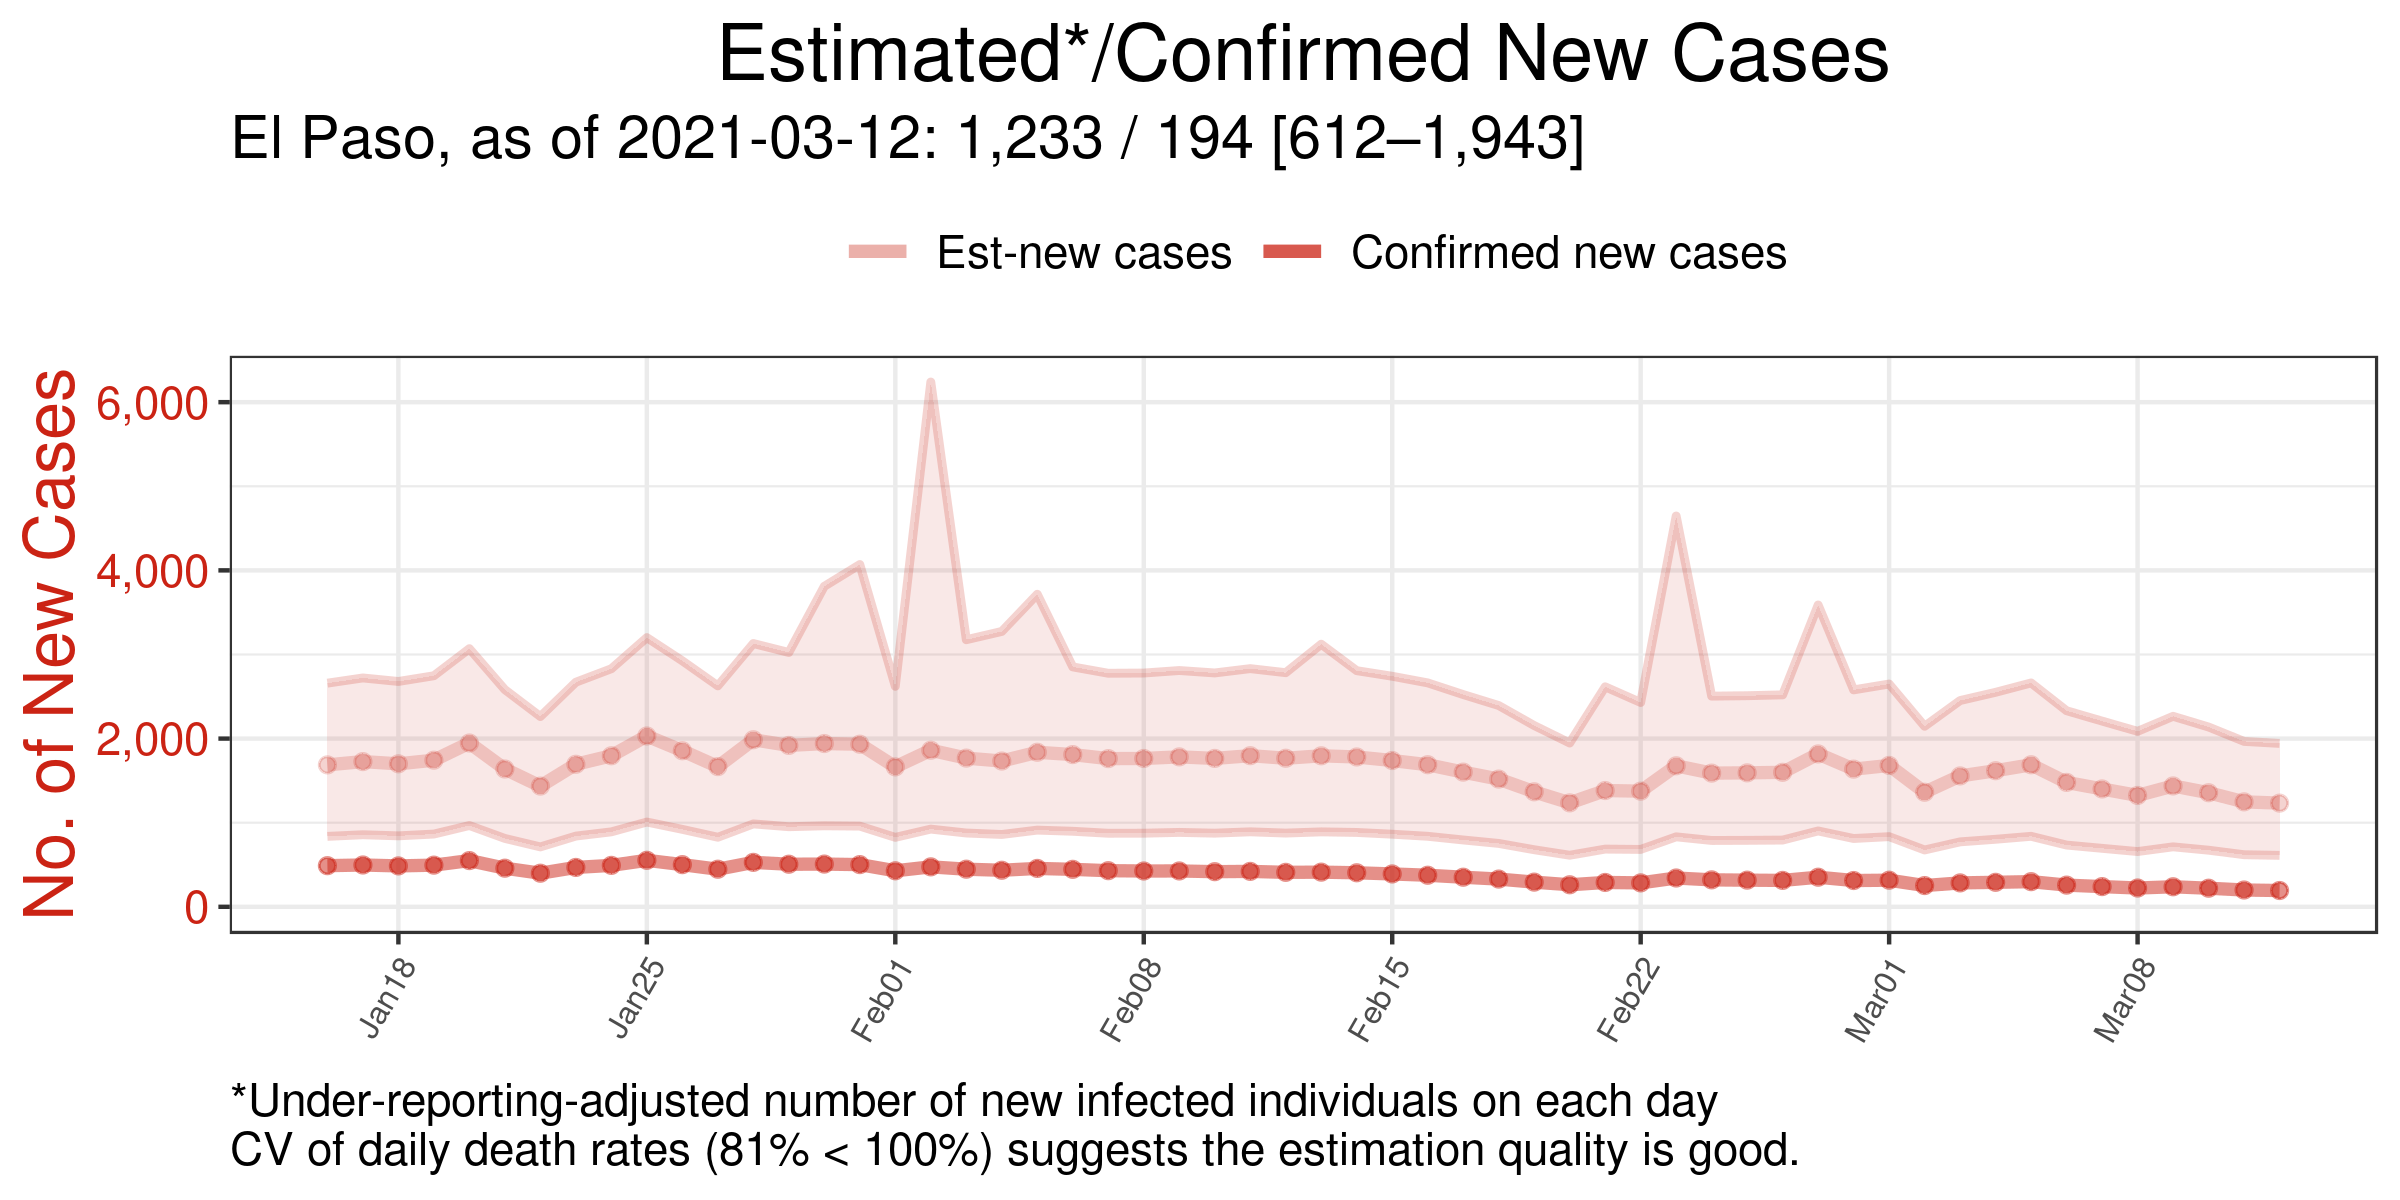 Estimated*/Confirmed New Cases
El Paso, as of 2021-03-12: 1,233 / 194 [612–1,943]
Est-new cases
Confirmed new cases
No. of New Cases
6,000
4,000
2,000
0
Jan18
Jan25
Feb01
Feb08
Feb15
Feb22
Mar01
Mar08
*Under-reporting-adjusted number of new infected individuals on each day
CV of daily death rates (81% < 100%) suggests the estimation quality is good.